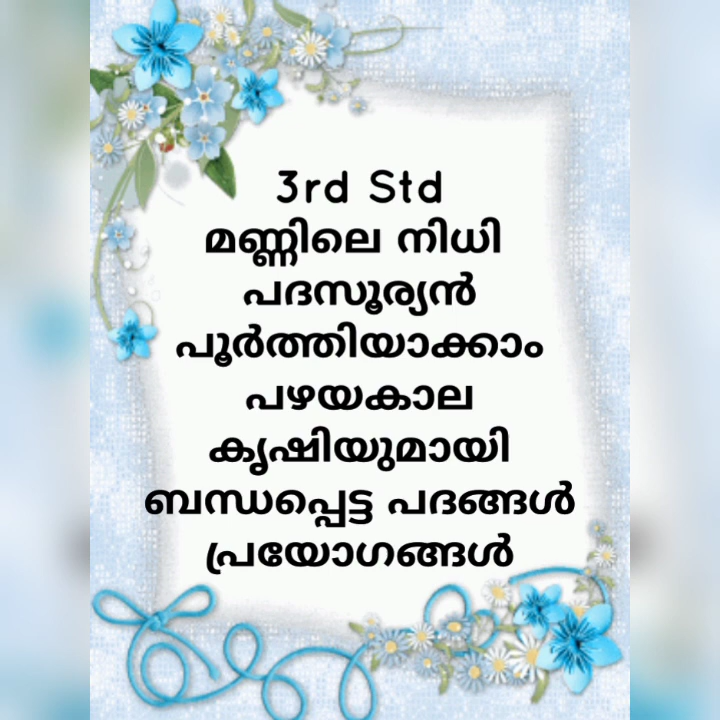 3rd Std
മണ്ണിലെ നിധി
പദസൂര്യൻ
പൂർത്തിയാക്കാം
പഴയകാല
കൃഷിയുമായി
ബന്ധപ്പെട്ട പദങ്ങൾ
പ്രയോഗങ്ങൾ